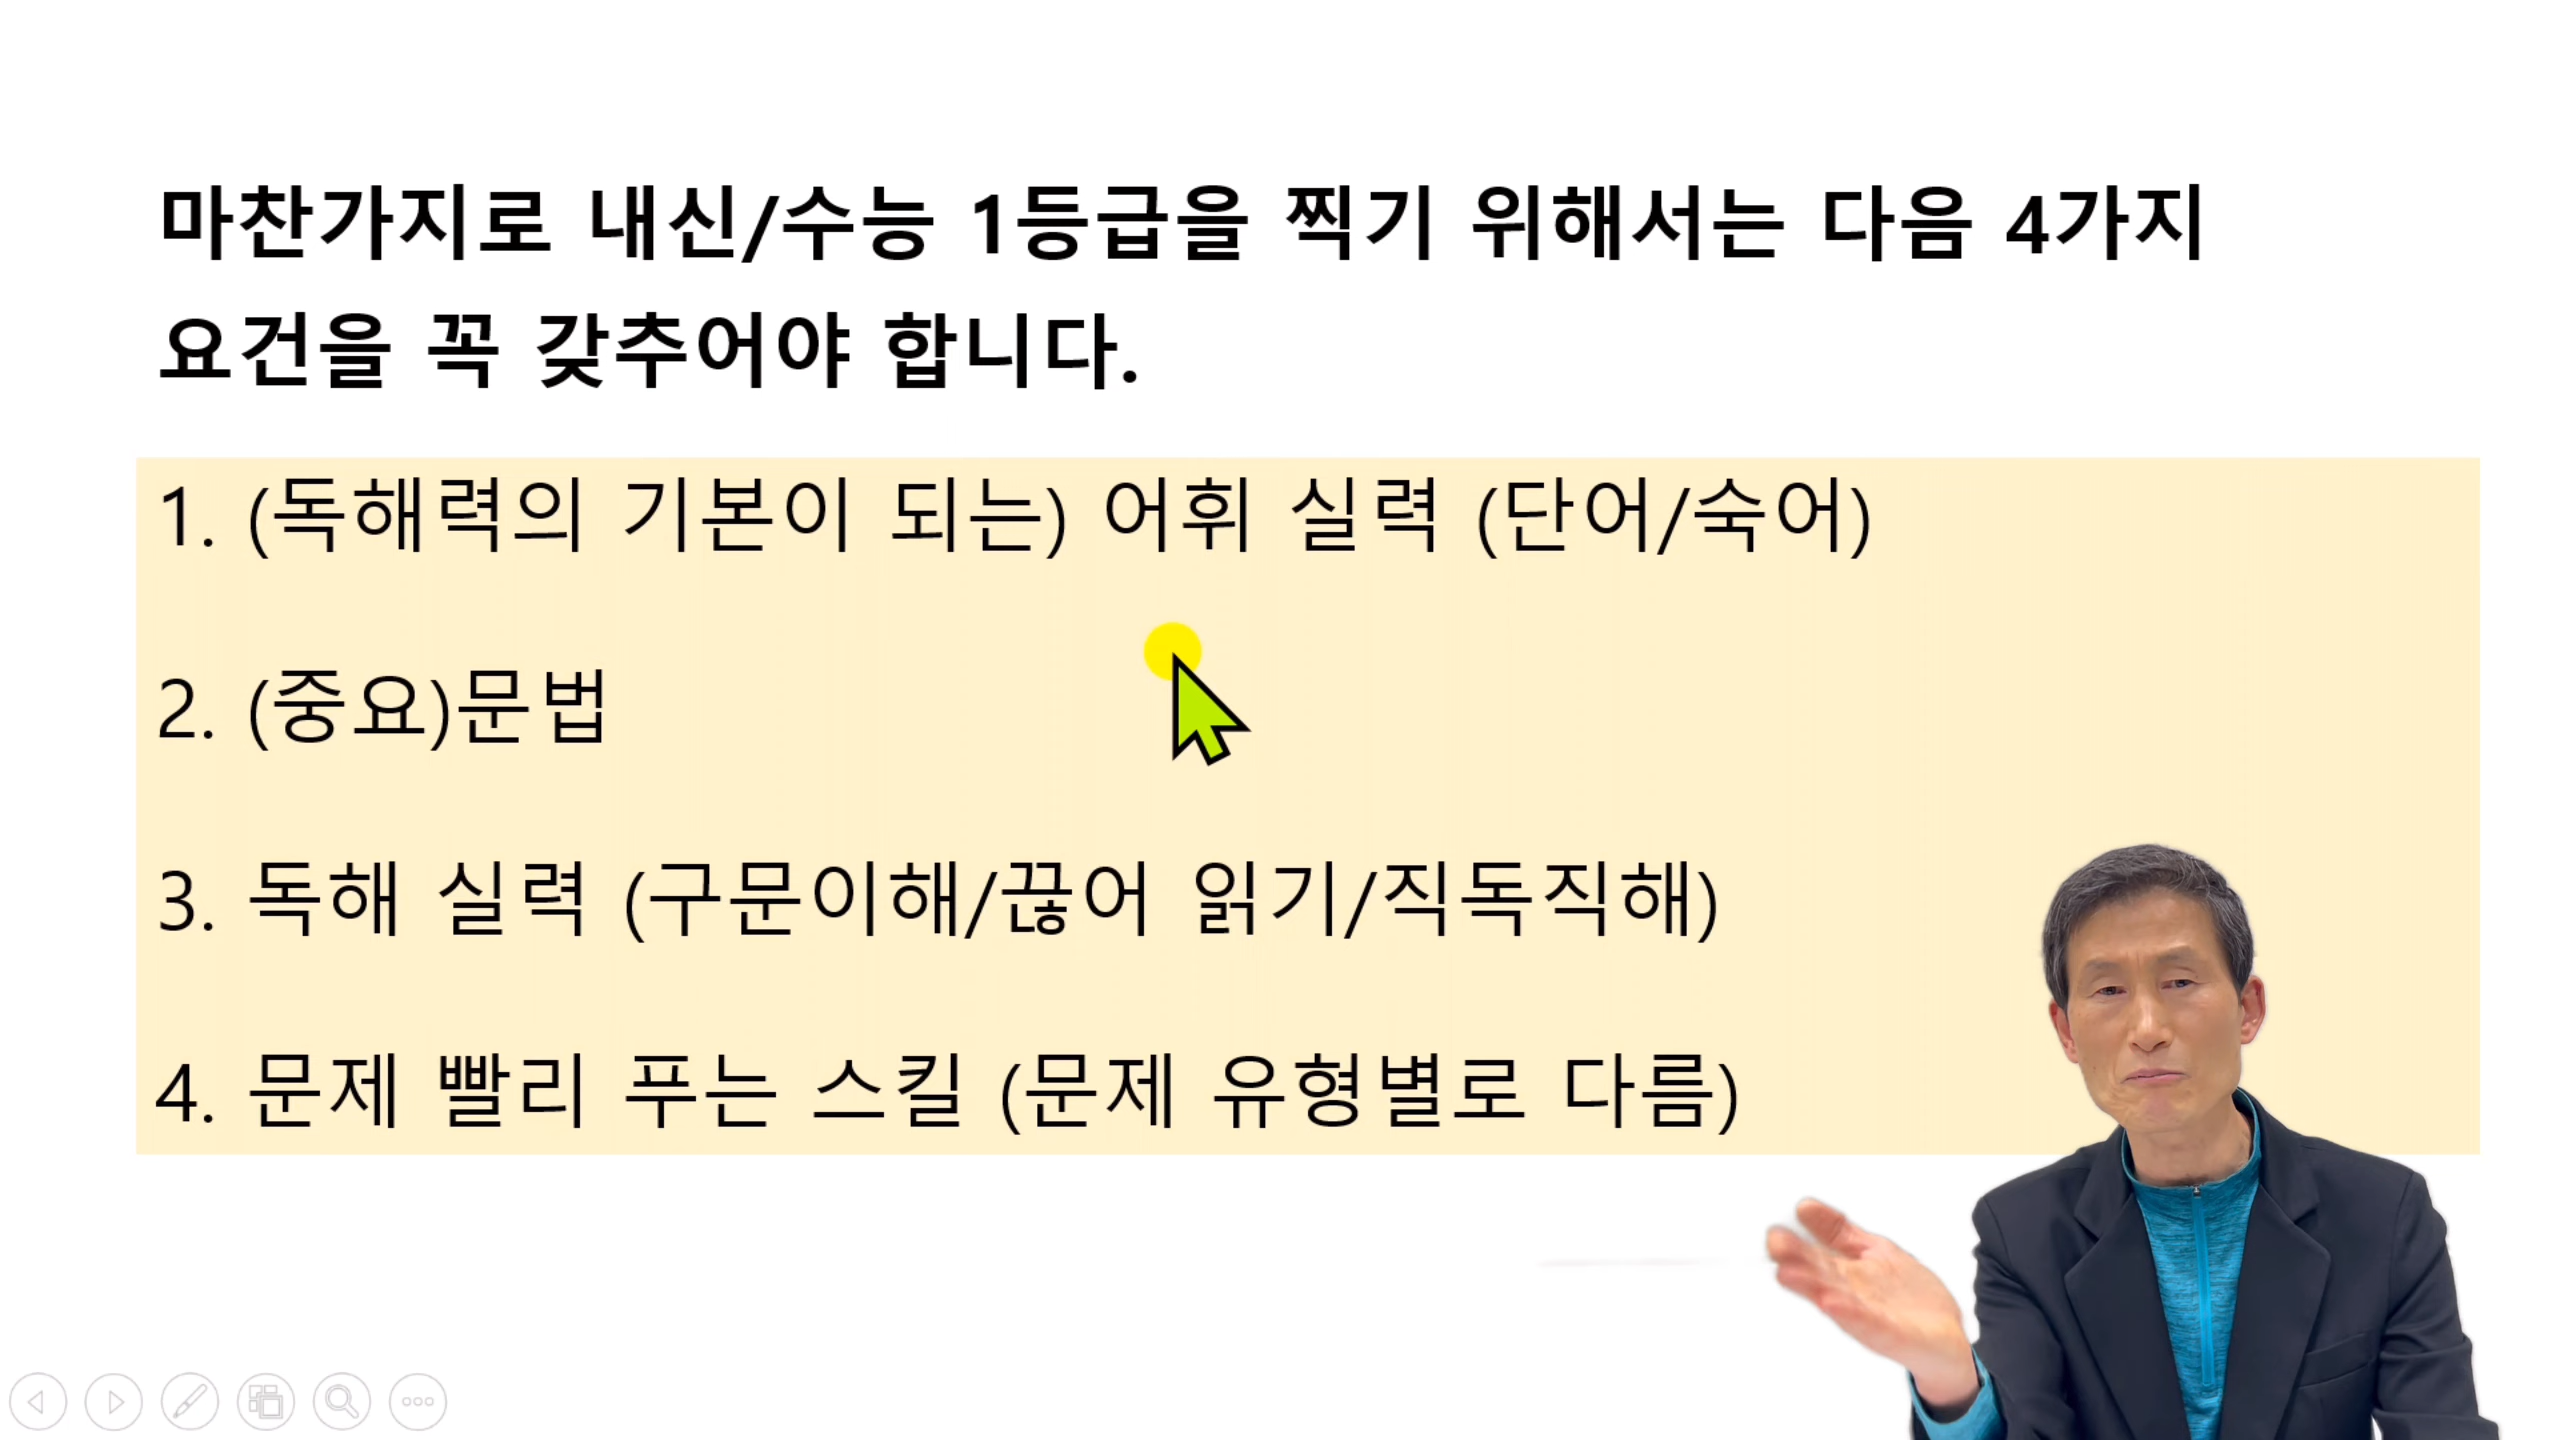 마찬가지로 내신/수능 1등급을 찍기 위해서는 다음 4가지
요건을 꼭 갖추어야 합니다.
1. (독해력의 기본이 되는) 어휘 실력 (단어/숙어)
2. (중요)문법
3. 독해 실력 (구문이해/끊어 읽기/직독직해)
4. 문제 빨리 푸는 스킬 (문제 유형별로 다름)